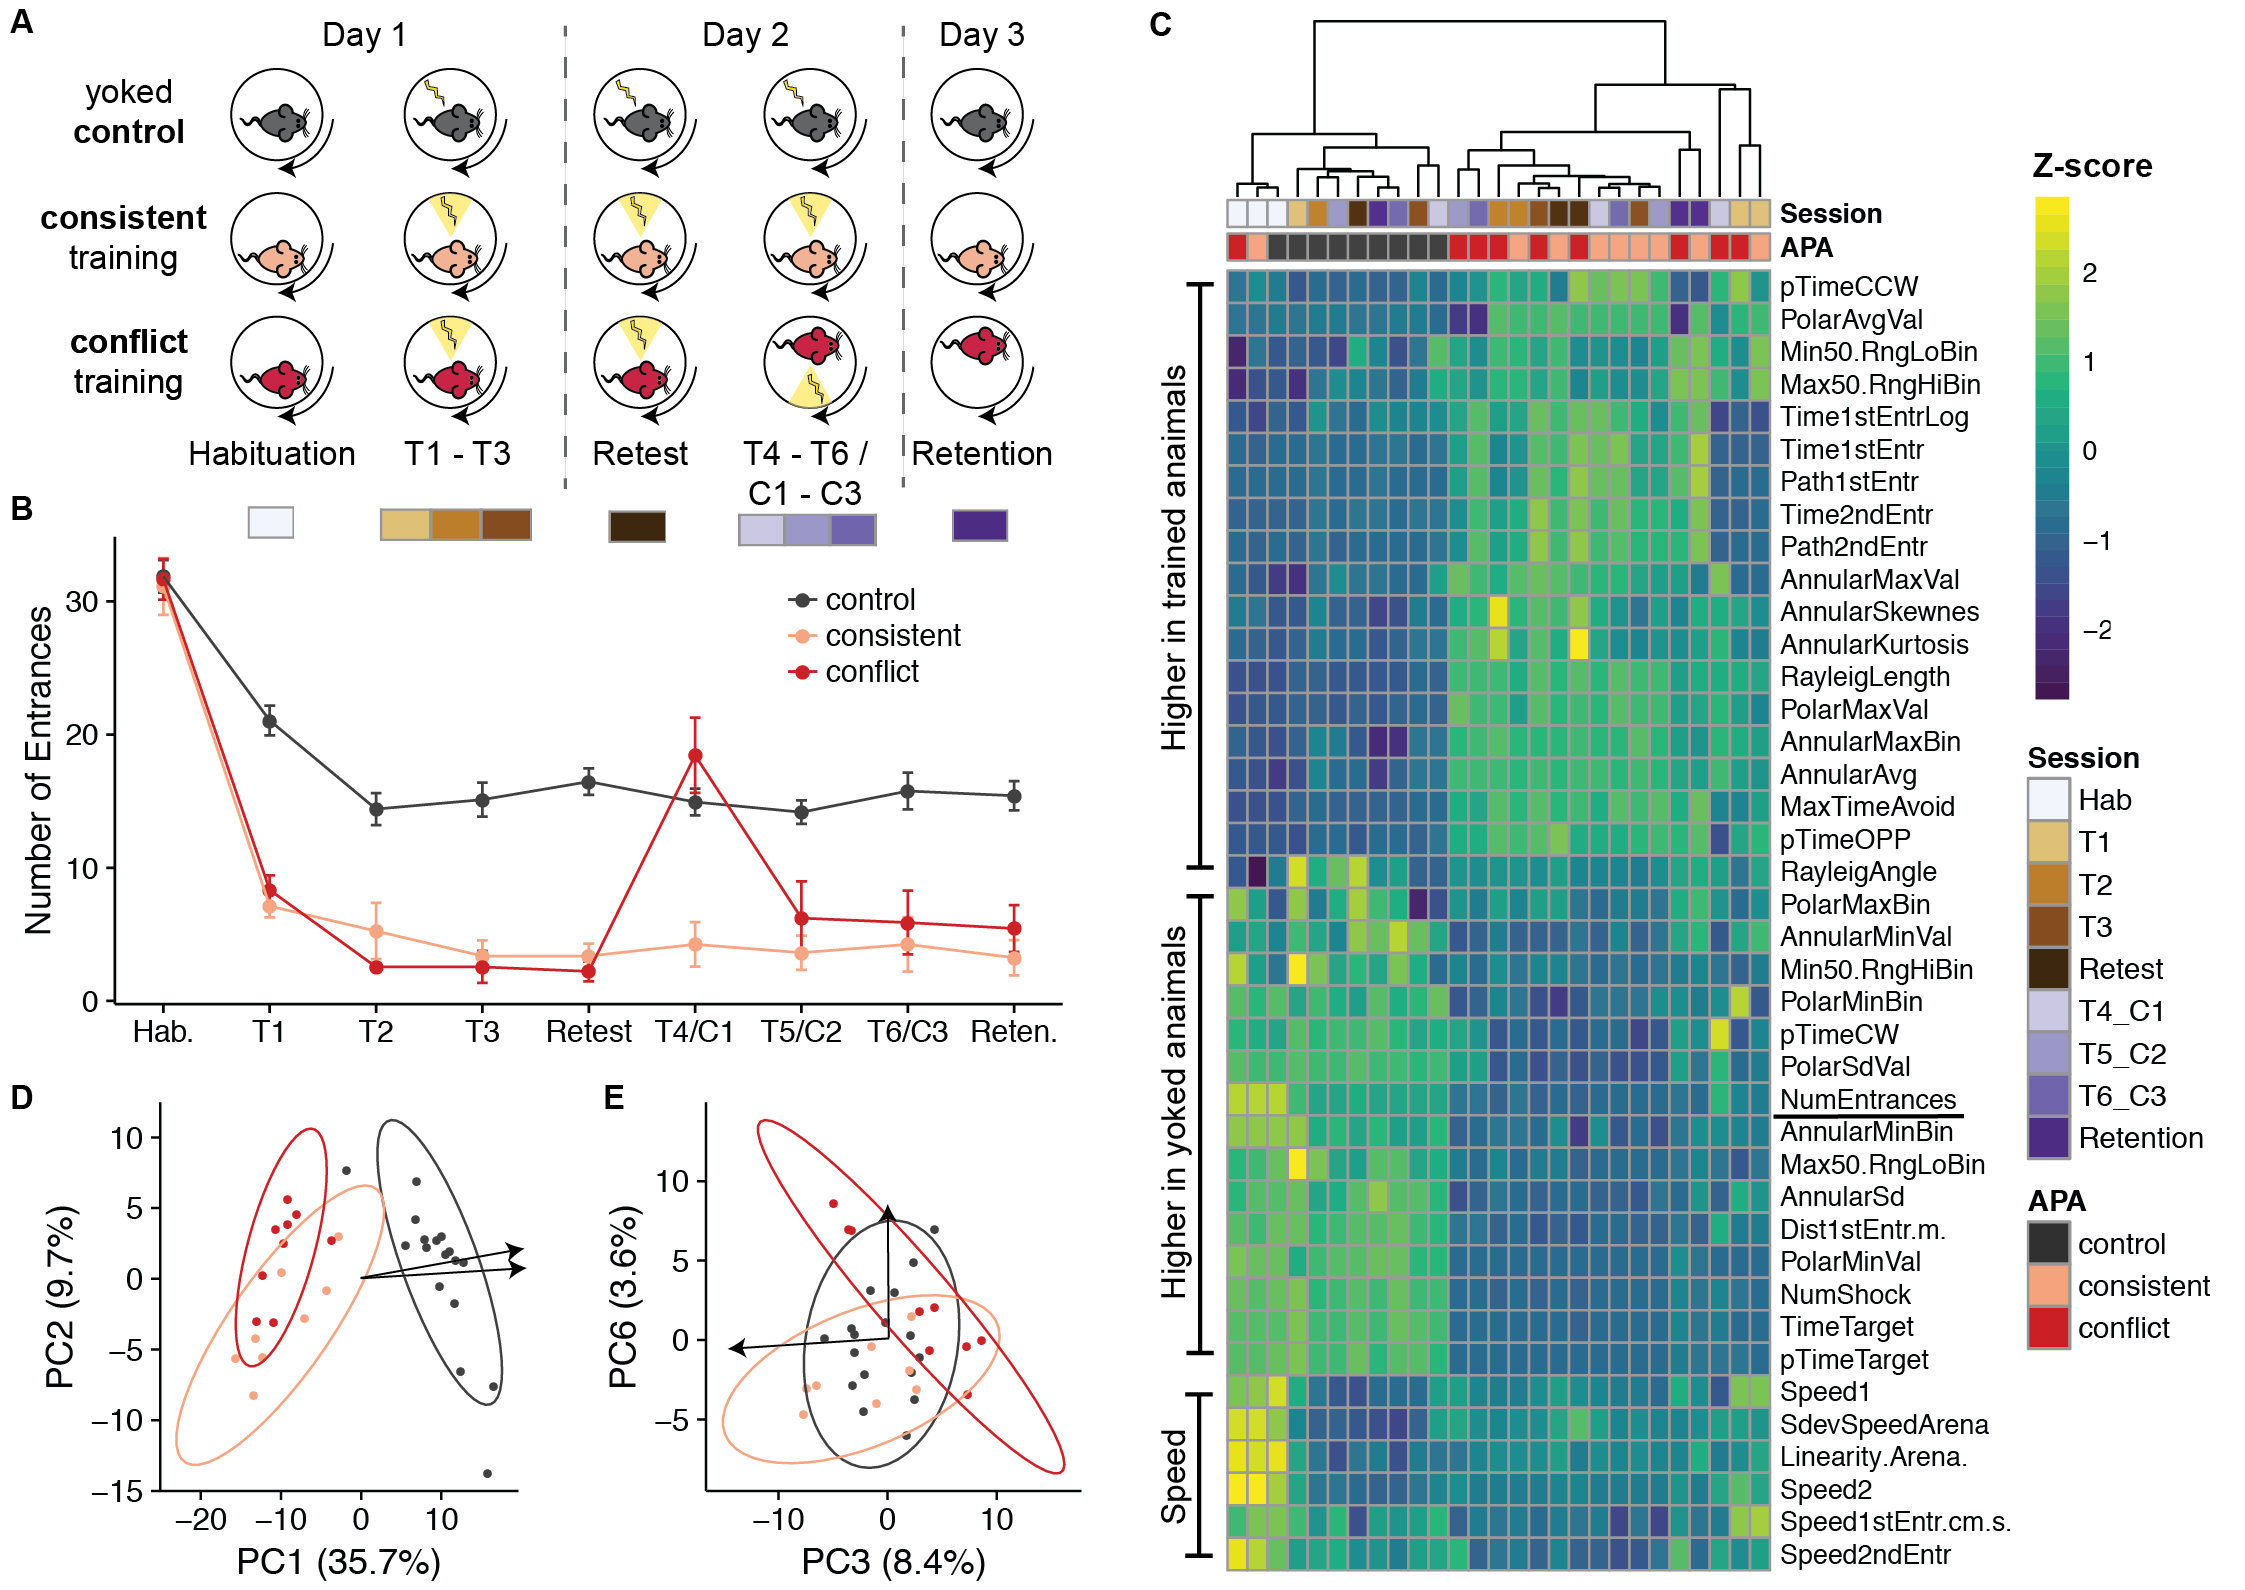 A
Day 1
Day 2
Day 3
yoked
control
consistent
training
conflict
training
Habituation
T1 - T3
Retest
T4 - T6 /
C1 - C3
Retention
B
Number of Entrances
30
20
10
0
control
consistent
conflict
Hab.
T1
T2
T3
Retest
T4/C1
T5/C2
T6/C3
Reten.
C
Session
APA
Higher in trained anaimals
Higher in yoked anaimals
Speed
pTimeCCW
PolarAvgVal
Min50.RngLoBin
Max50.RngHiBin
Time1stEntrLog
Time1stEntr
Path1stEntr
Time2ndEntr
Path2ndEntr
AnnularMaxVal
AnnularSkewnes
AnnularKurtosis
RayleigLength
PolarMaxVal
AnnularMaxBin
AnnularAvg
MaxTimeAvoid
pTimeOPP
RayleigAngle
PolarMaxBin
AnnularMinVal
Min50.RngHiBin
PolarMinBin
pTimeCW
PolarSdVal
NumEntrances
AnnularMinBin
Max50.RngLoBin
AnnularSd
Dist1stEntr.m.
PolarMinVal
NumShock
TimeTarget
pTimeTarget
Speed1
SdevSpeedArena
Linearity.Arena.
Speed2
Speed1stEntr.cm.s.
Speed2ndEntr
Z-score
2
1
0
−1
−2
Session
Hab
T1
T2
T3
Retest
T4_C1
T5_C2
T6_C3
Retention
APA
control
consistent
conflict
D
PC2 (9.7%)
10
5
0
−5
−10
−15
−20
−10
0
10
PC1 (35.7%)
E
PC6 (3.6%)
10
5
0
−5
−10
0
10
PC3 (8.4%)